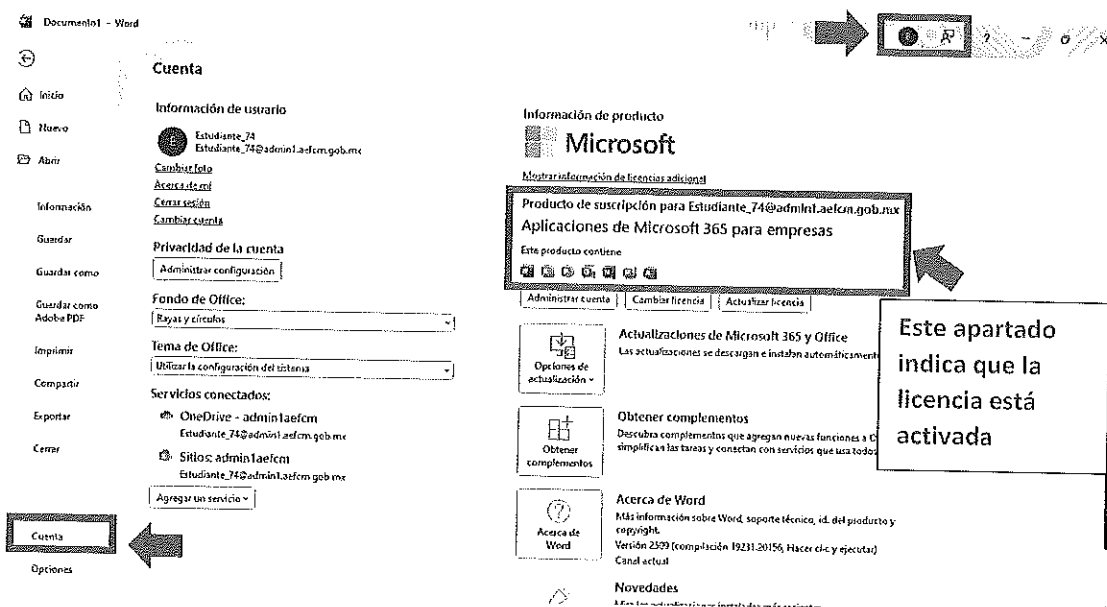 Documento1 - Word
Inicio
Nuevo
Abrir
Información
Guardar
Guardar como
Guardar como
Adobe PDF
Imprimir
Compartir
Exportar
Cerrar
Cuenta
Opciones
Cuenta
Información de usuario
E
Estudiante_74
Estudiante_74@admin1.aefcm.gob.mx
Cambiar foto
Acerca de mí
Cerrar sesión
Cambiar cuenta
Privacidad de la cuenta
Administrar configuración
Fondo de Office:
Rayas y círculos
Tema de Office:
Utilizar la configuración del sistema
Servicios conectados:
OneDrive - admin1aefcm
Estudiante_74@admin1.aefcm.gob.mx
Sitios: admin1aefcm
Estudiante_74@admin1.aefcm.gob.mx
Agregar un servicio
Información de producto
Microsoft
Mostrar información de licencias adicional
Producto de suscripción para Estudiante_74@admin1.aefcm.gob.mx
Aplicaciones de Microsoft 365 para empresas
Este producto contiene
Administrar cuenta
Cambiar licencia
Actualizar licencia
Opciones de
actualización
Actualizaciones de Microsoft 365 y Office
Las actualizaciones se descargan e instalan automáticament
Obtener
complementos
Obtener complementos
Descubra complementos que agregan nuevas funciones a O
simplifican las tareas y conectan con servicios que usa todos
Acerca de
Word
Acerca de Word
Más información sobre Word, soporte técnico, id. del producto y
copyright.
Versión 2509 (compilación 19231.20156, Hacer clic y ejecutar)
Canal actual
Novedades
Este apartado
indica que la
licencia está
activada